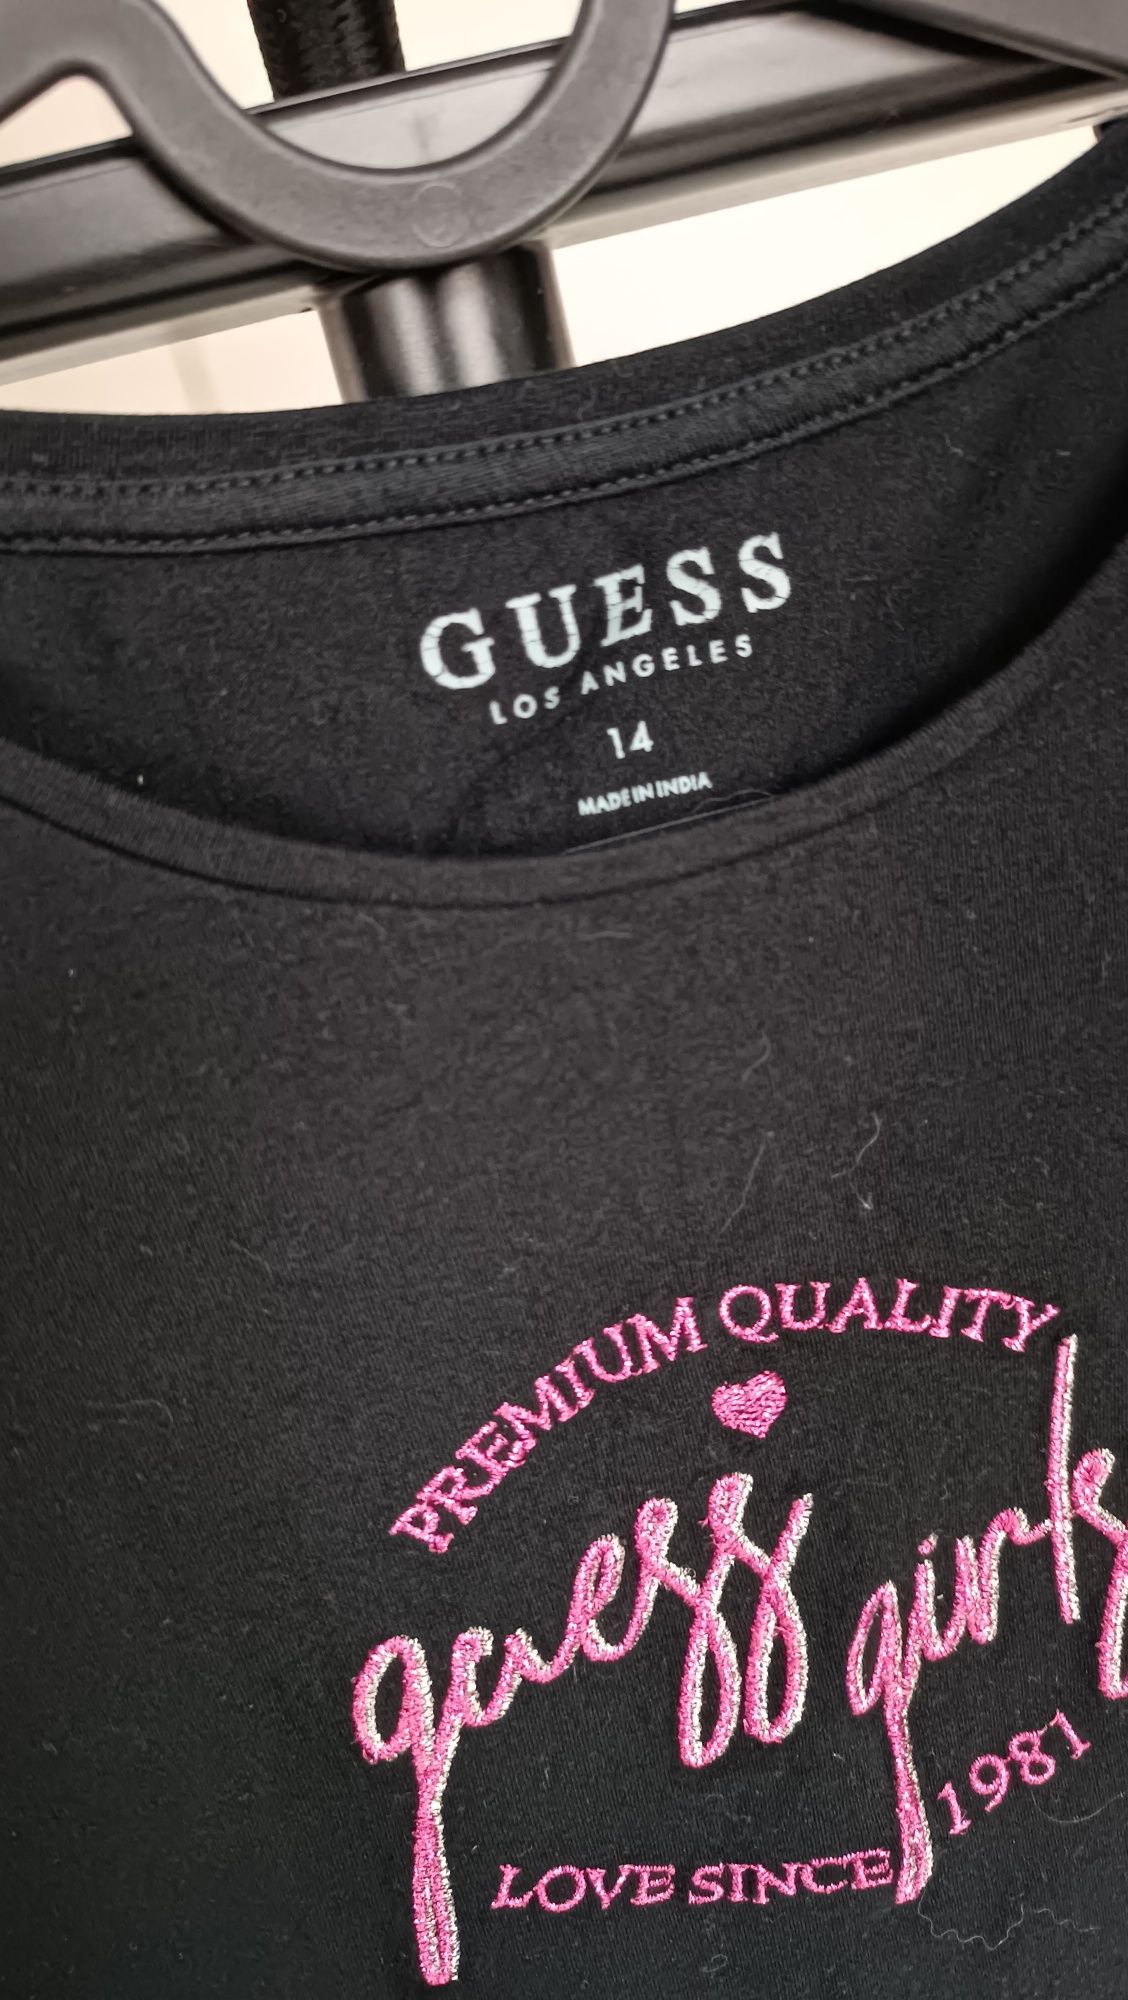 GUESS
LOS ANGELES
14
MADE IN INDIA
PREMIUM QUALITY
guess girls
LOVE SINCE 1981